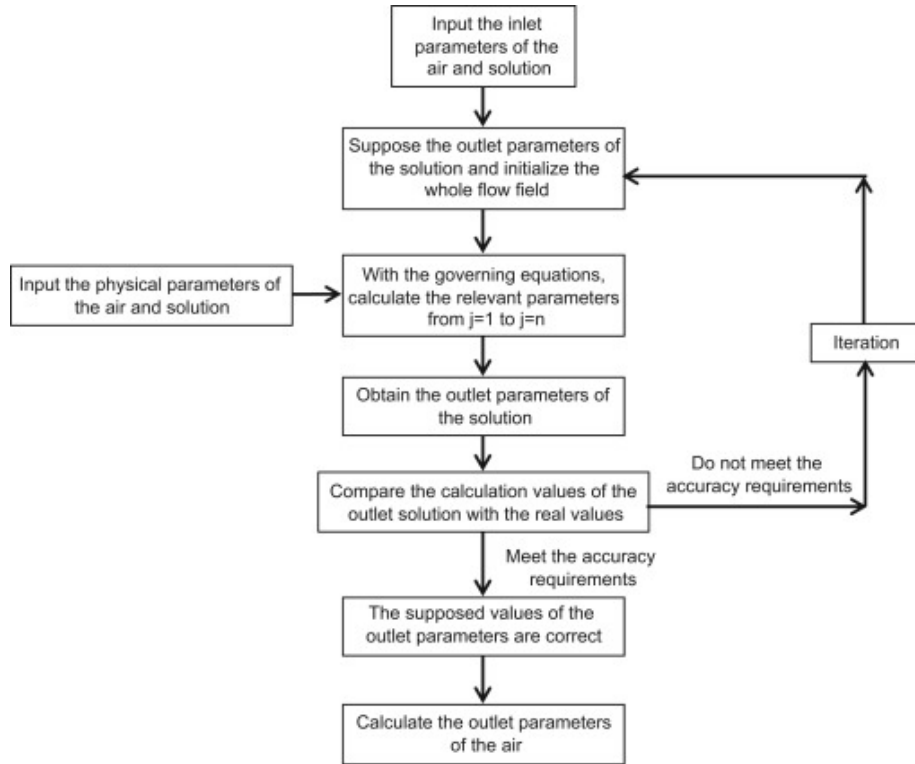 Input the inlet
parameters of the
air and solution
Suppose the outlet parameters of
the solution and initialize the
whole flow field
Input the physical parameters of
the air and solution
With the governing equations,
calculate the relevant parameters
from j=1 to j=n
Iteration
Obtain the outlet parameters of
the solution
Do not meet the
accuracy requirements
Compare the calculation values of the
outlet solution with the real values
Meet the accuracy
requirements
The supposed values of the
outlet parameters are correct
Calculate the outlet parameters
of the air